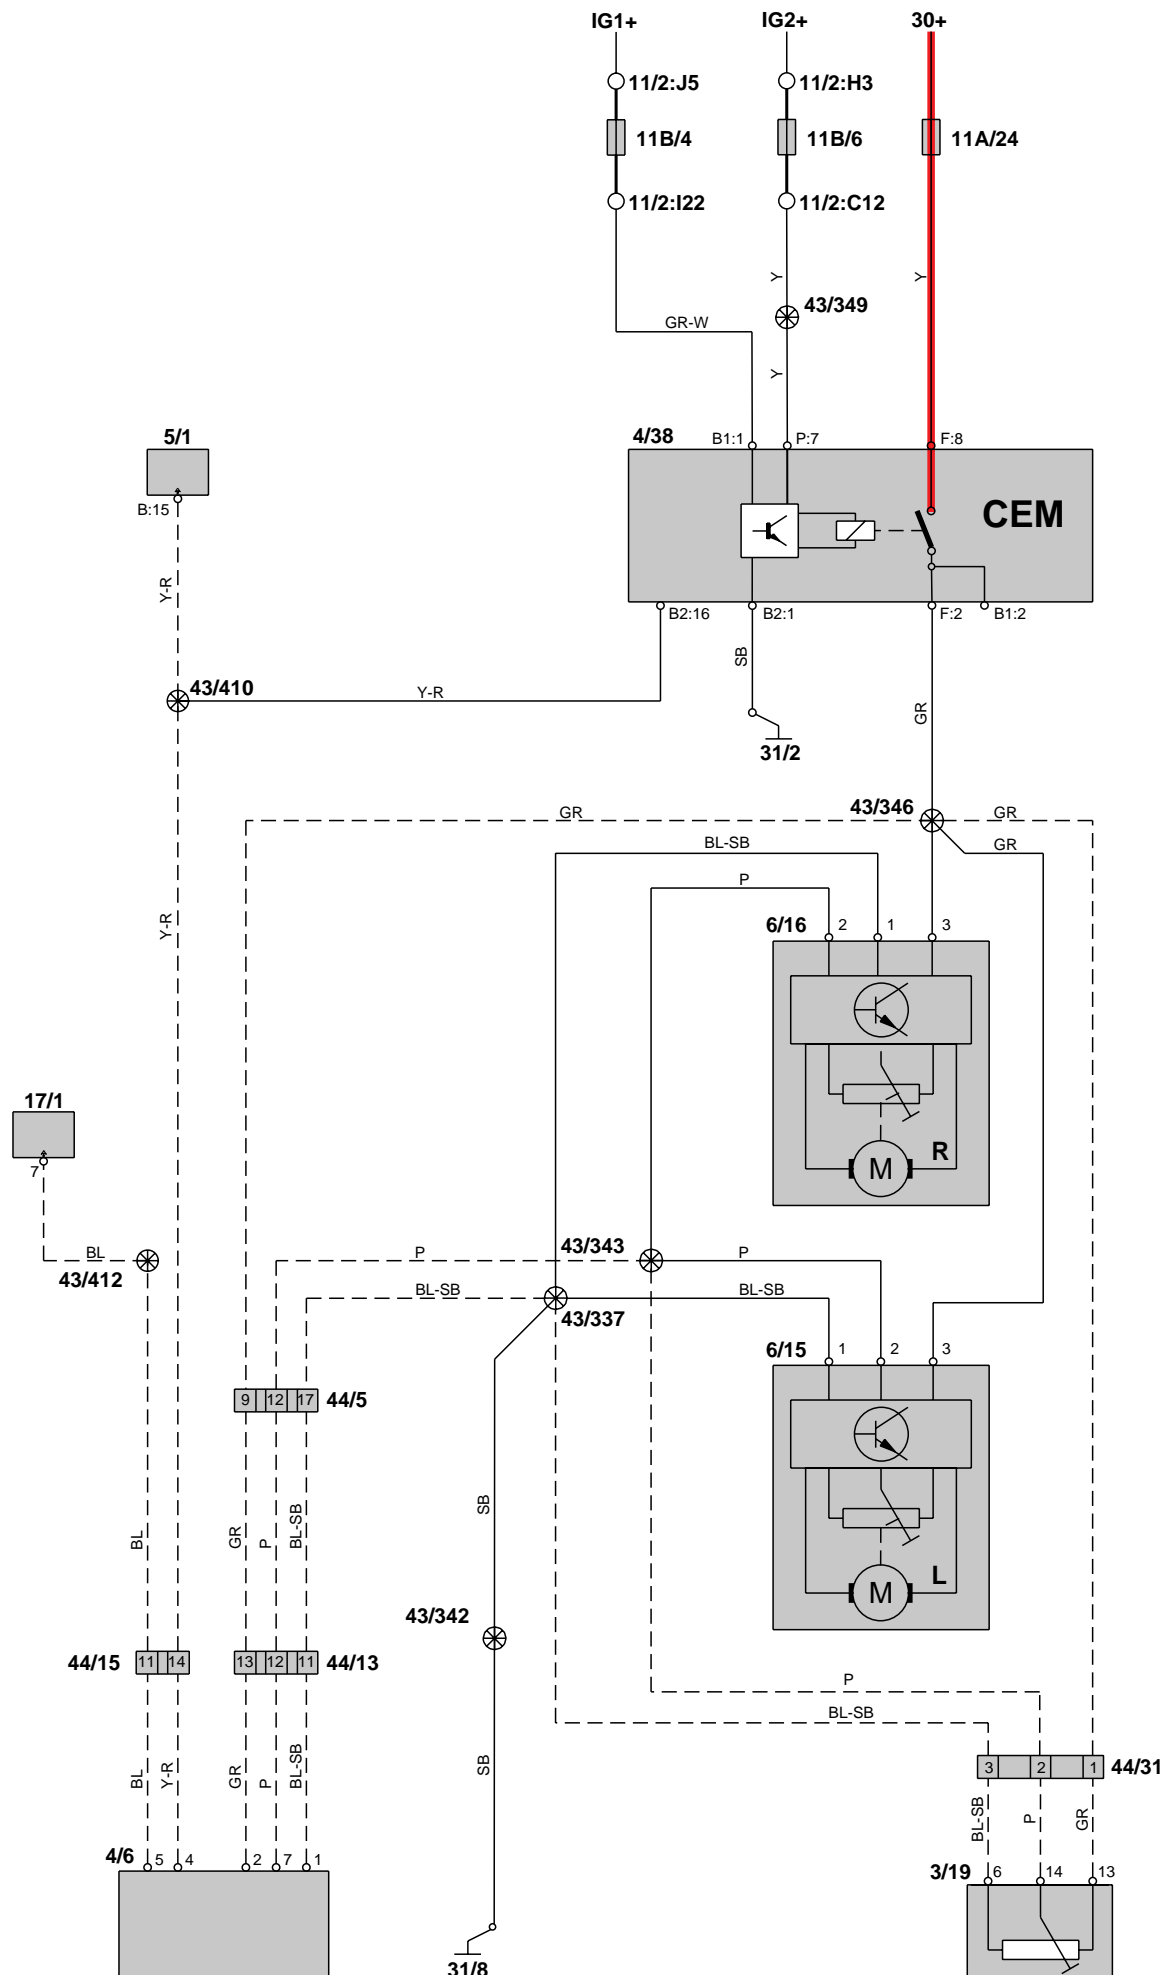 IG1+ IG2+ 30+
11/2:J5 11/2:H3
11B/4 11B/6 11A/24
11/2:I22 11/2:C12
Y Y
43/349
GR-W
Y
5/1 4/38 B1:1 P:7 F:8
B:15
CEM
Y-R
B2:16 B2:1 F:2 B1:2
SB
43/410 Y-R
GR
31/2
43/346
GR GR
BL-SB GR
P
Y-R
6/16 2 1 3
17/1
7
R
M
43/343
BL P P
43/412
BL-SB BL-SB
43/337
6/15 1 2 3
9 12 17 44/5
SB
BL GR P BL-SB
L
M
43/342
44/15 11 14 13 12 11 44/13
P
BL-SB
BL Y-R GR P BL-SB
SB
3 2 1 44/31
BL-SB P GR
4/6 5 4 2 7 1
3/19 6 14 13
31/8